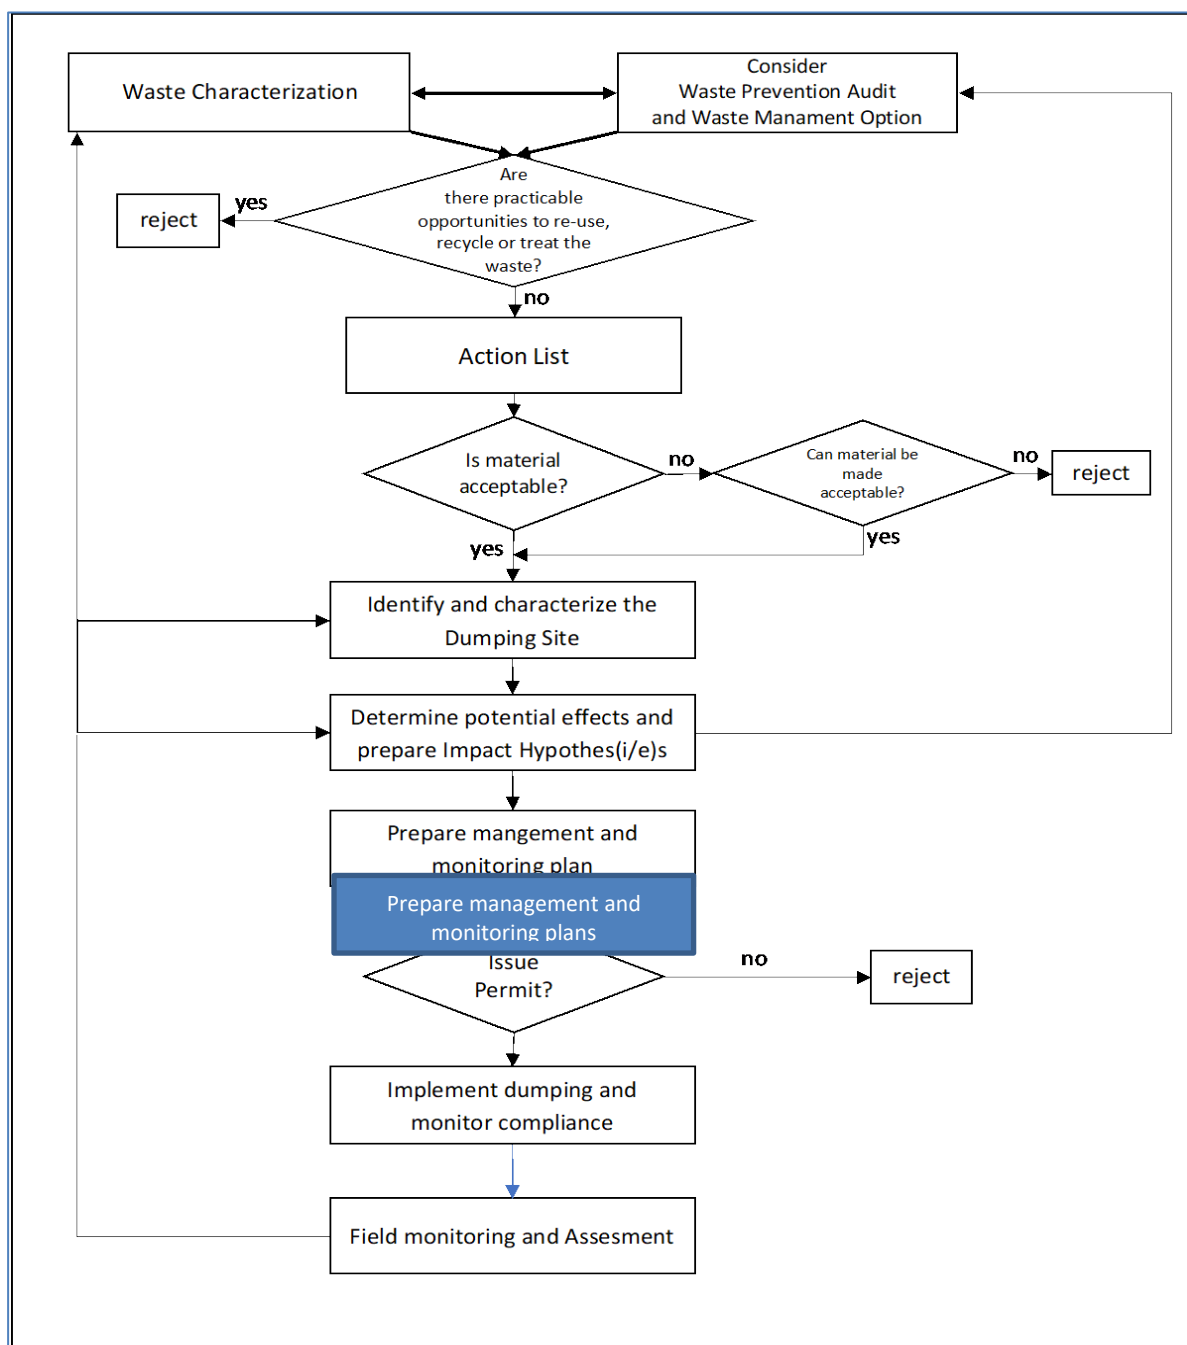 Waste Characterization
Consider
Waste Prevention Audit
and Waste Manament Option
Are
there practicable
opportunities to re-use,
recycle or treat the
waste?
yes
reject
no
Action List
Is material
acceptable?
no
Can material be
made
acceptable?
no
reject
yes
yes
Identify and characterize the
Dumping Site
Determine potential effects and
prepare Impact Hypothes(i/e)s
Prepare mangement and
monitoring plan
Prepare management and
monitoring plans
Issue
Permit?
no
reject
Implement dumping and
monitor compliance
Field monitoring and Assesment